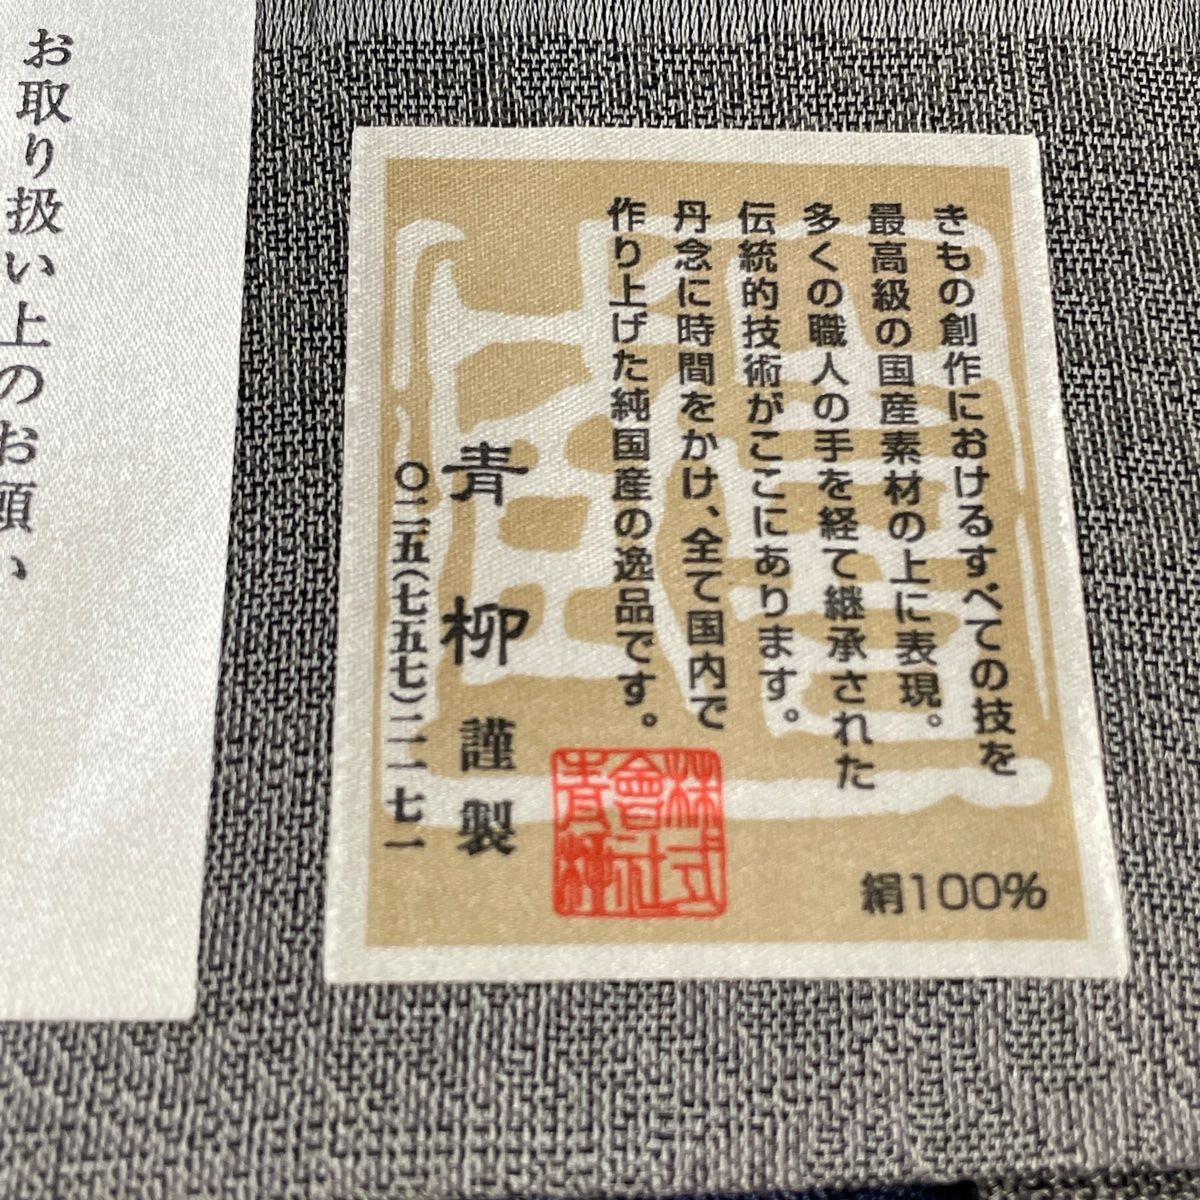 きもの創作におけるすべての技を
最高級の国産素材の上に表現。
多くの職人の手を経て継承された
伝統的技術がここにあります。
丹念に時間をかけ、全て国内で
作り上げた純国産の逸品です。
青柳謹製
〇二五(七五七)二一七一
株式
會社
青柳
絹100%
お取り扱い上のお願い